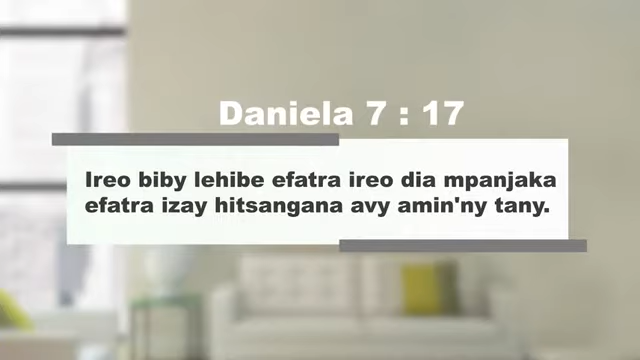 Daniela 7 : 17
Ireo biby lehibe efatra ireo dia mpanjaka
efatra izay hitsangana avy amin'ny tany.